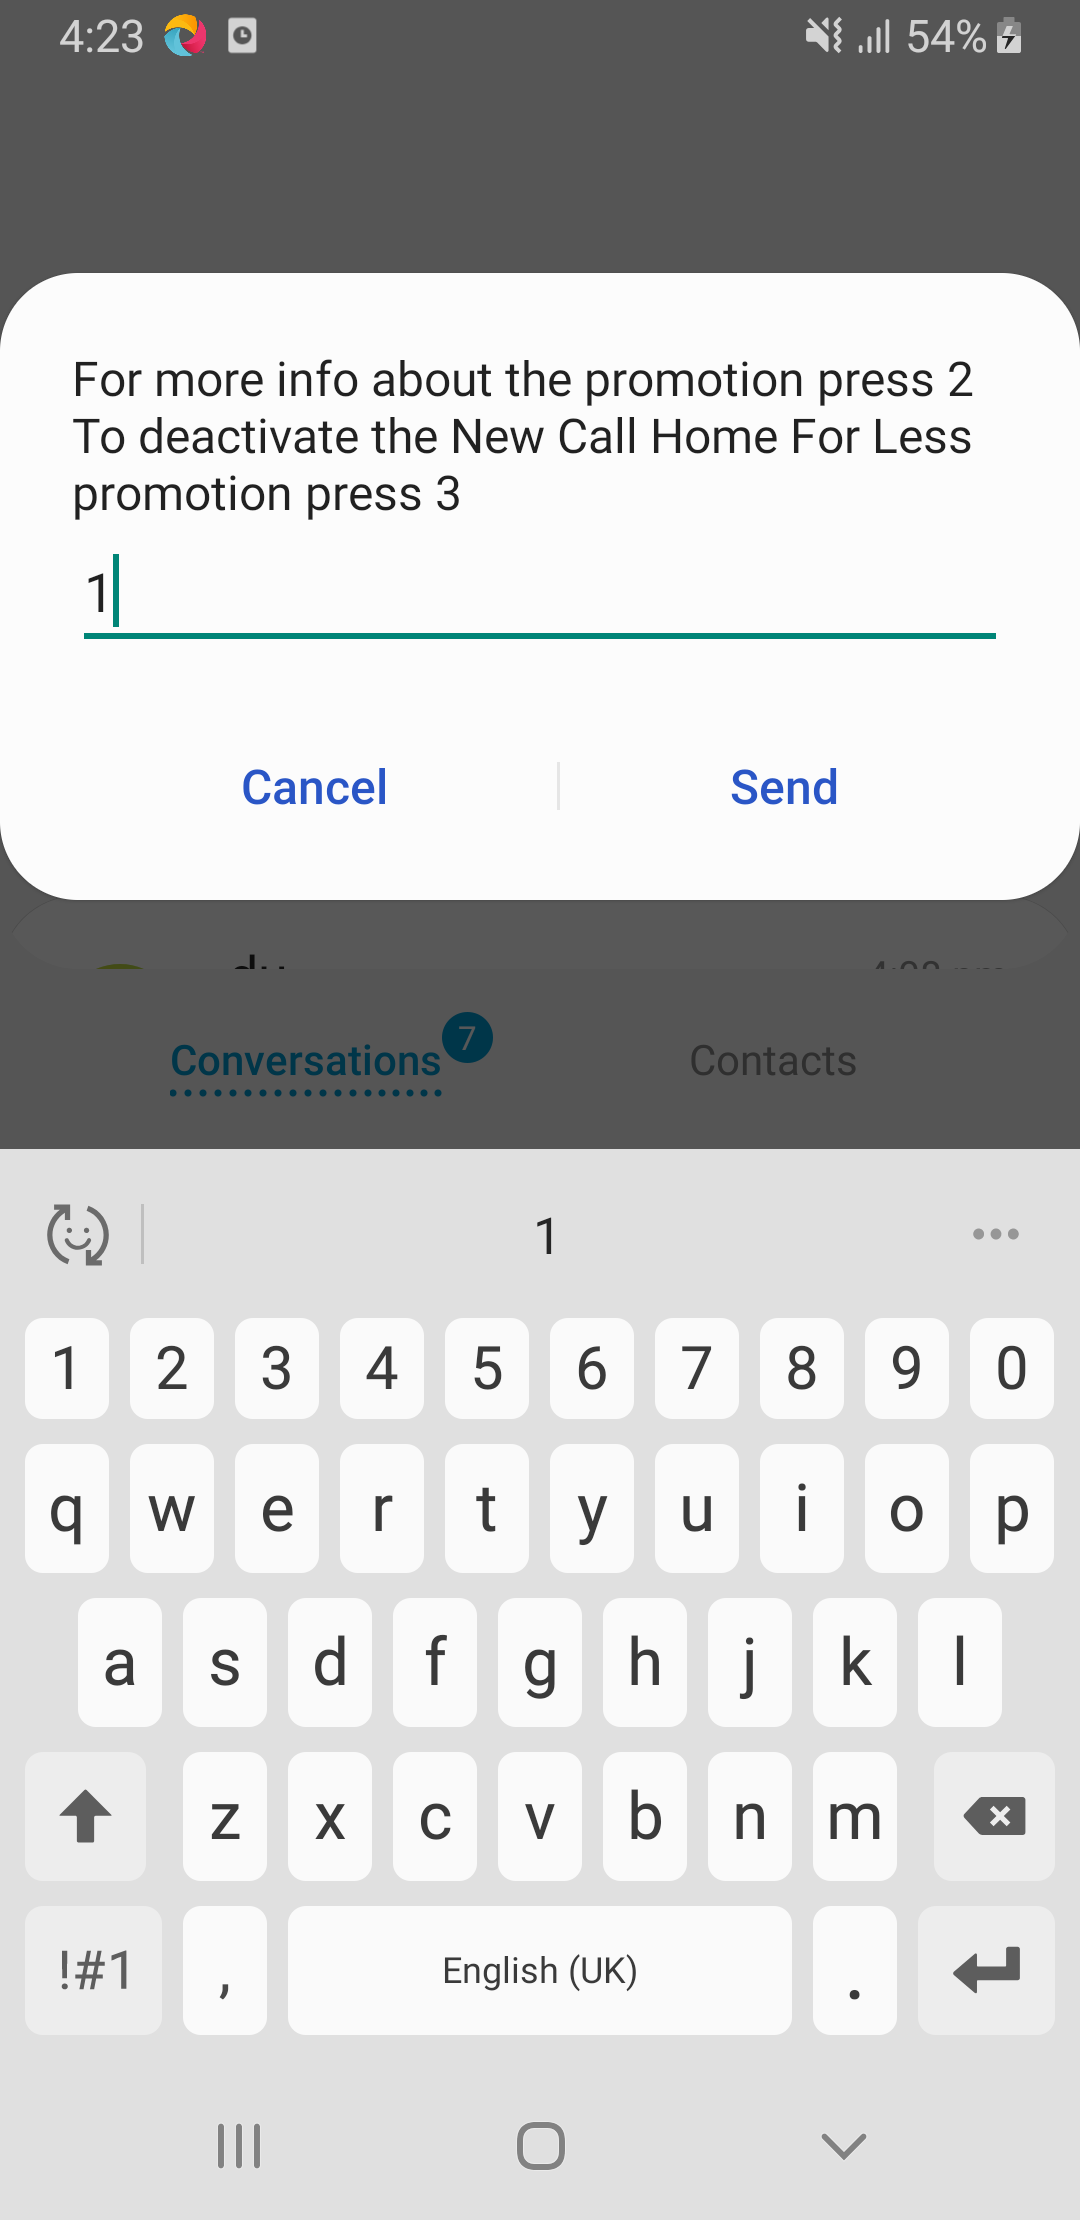 4:23
54%
For more info about the promotion press 2
To deactivate the New Call Home For Less
promotion press 3
1
Cancel
Send
du
Conversations
7
Contacts
1
1 2 3 4 5 6 7 8 9 0
q w e r t y u i o p
a s d f g h j k l
z x c v b n m
!#1 , English (UK) .